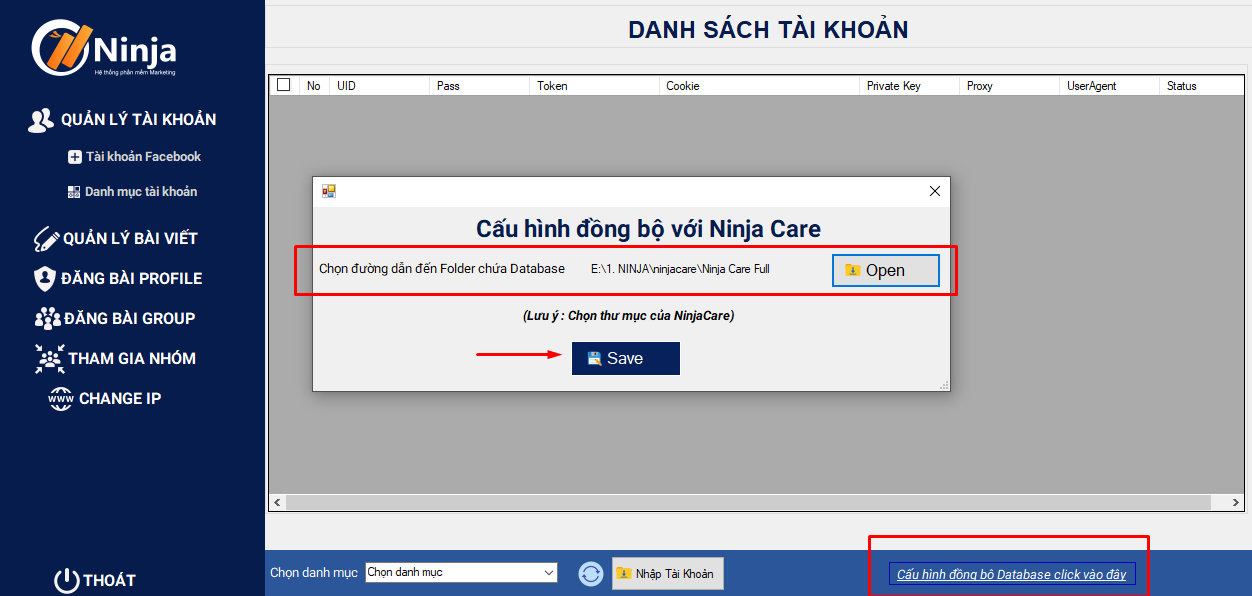 Ninja
Hệ thống phần mềm Marketing
QUẢN LÝ TÀI KHOẢN
Tài khoản Facebook
Danh mục tài khoản
QUẢN LÝ BÀI VIẾT
ĐĂNG BÀI PROFILE
ĐĂNG BÀI GROUP
THAM GIA NHÓM
WWW CHANGE IP
THOÁT
DANH SÁCH TÀI KHOẢN
No UID Pass Token Cookie Private Key Proxy UserAgent Status
Cấu hình đồng bộ với Ninja Care
Chọn đường dẫn đến Folder chứa Database E:\1. NINJA\ninjacare\Ninja Care Full Open
(Lưu ý : Chọn thư mục của NinjaCare)
Save
Chọn danh mục Chọn danh mục Nhập Tài Khoản Cấu hình đồng bô Database click vào đây